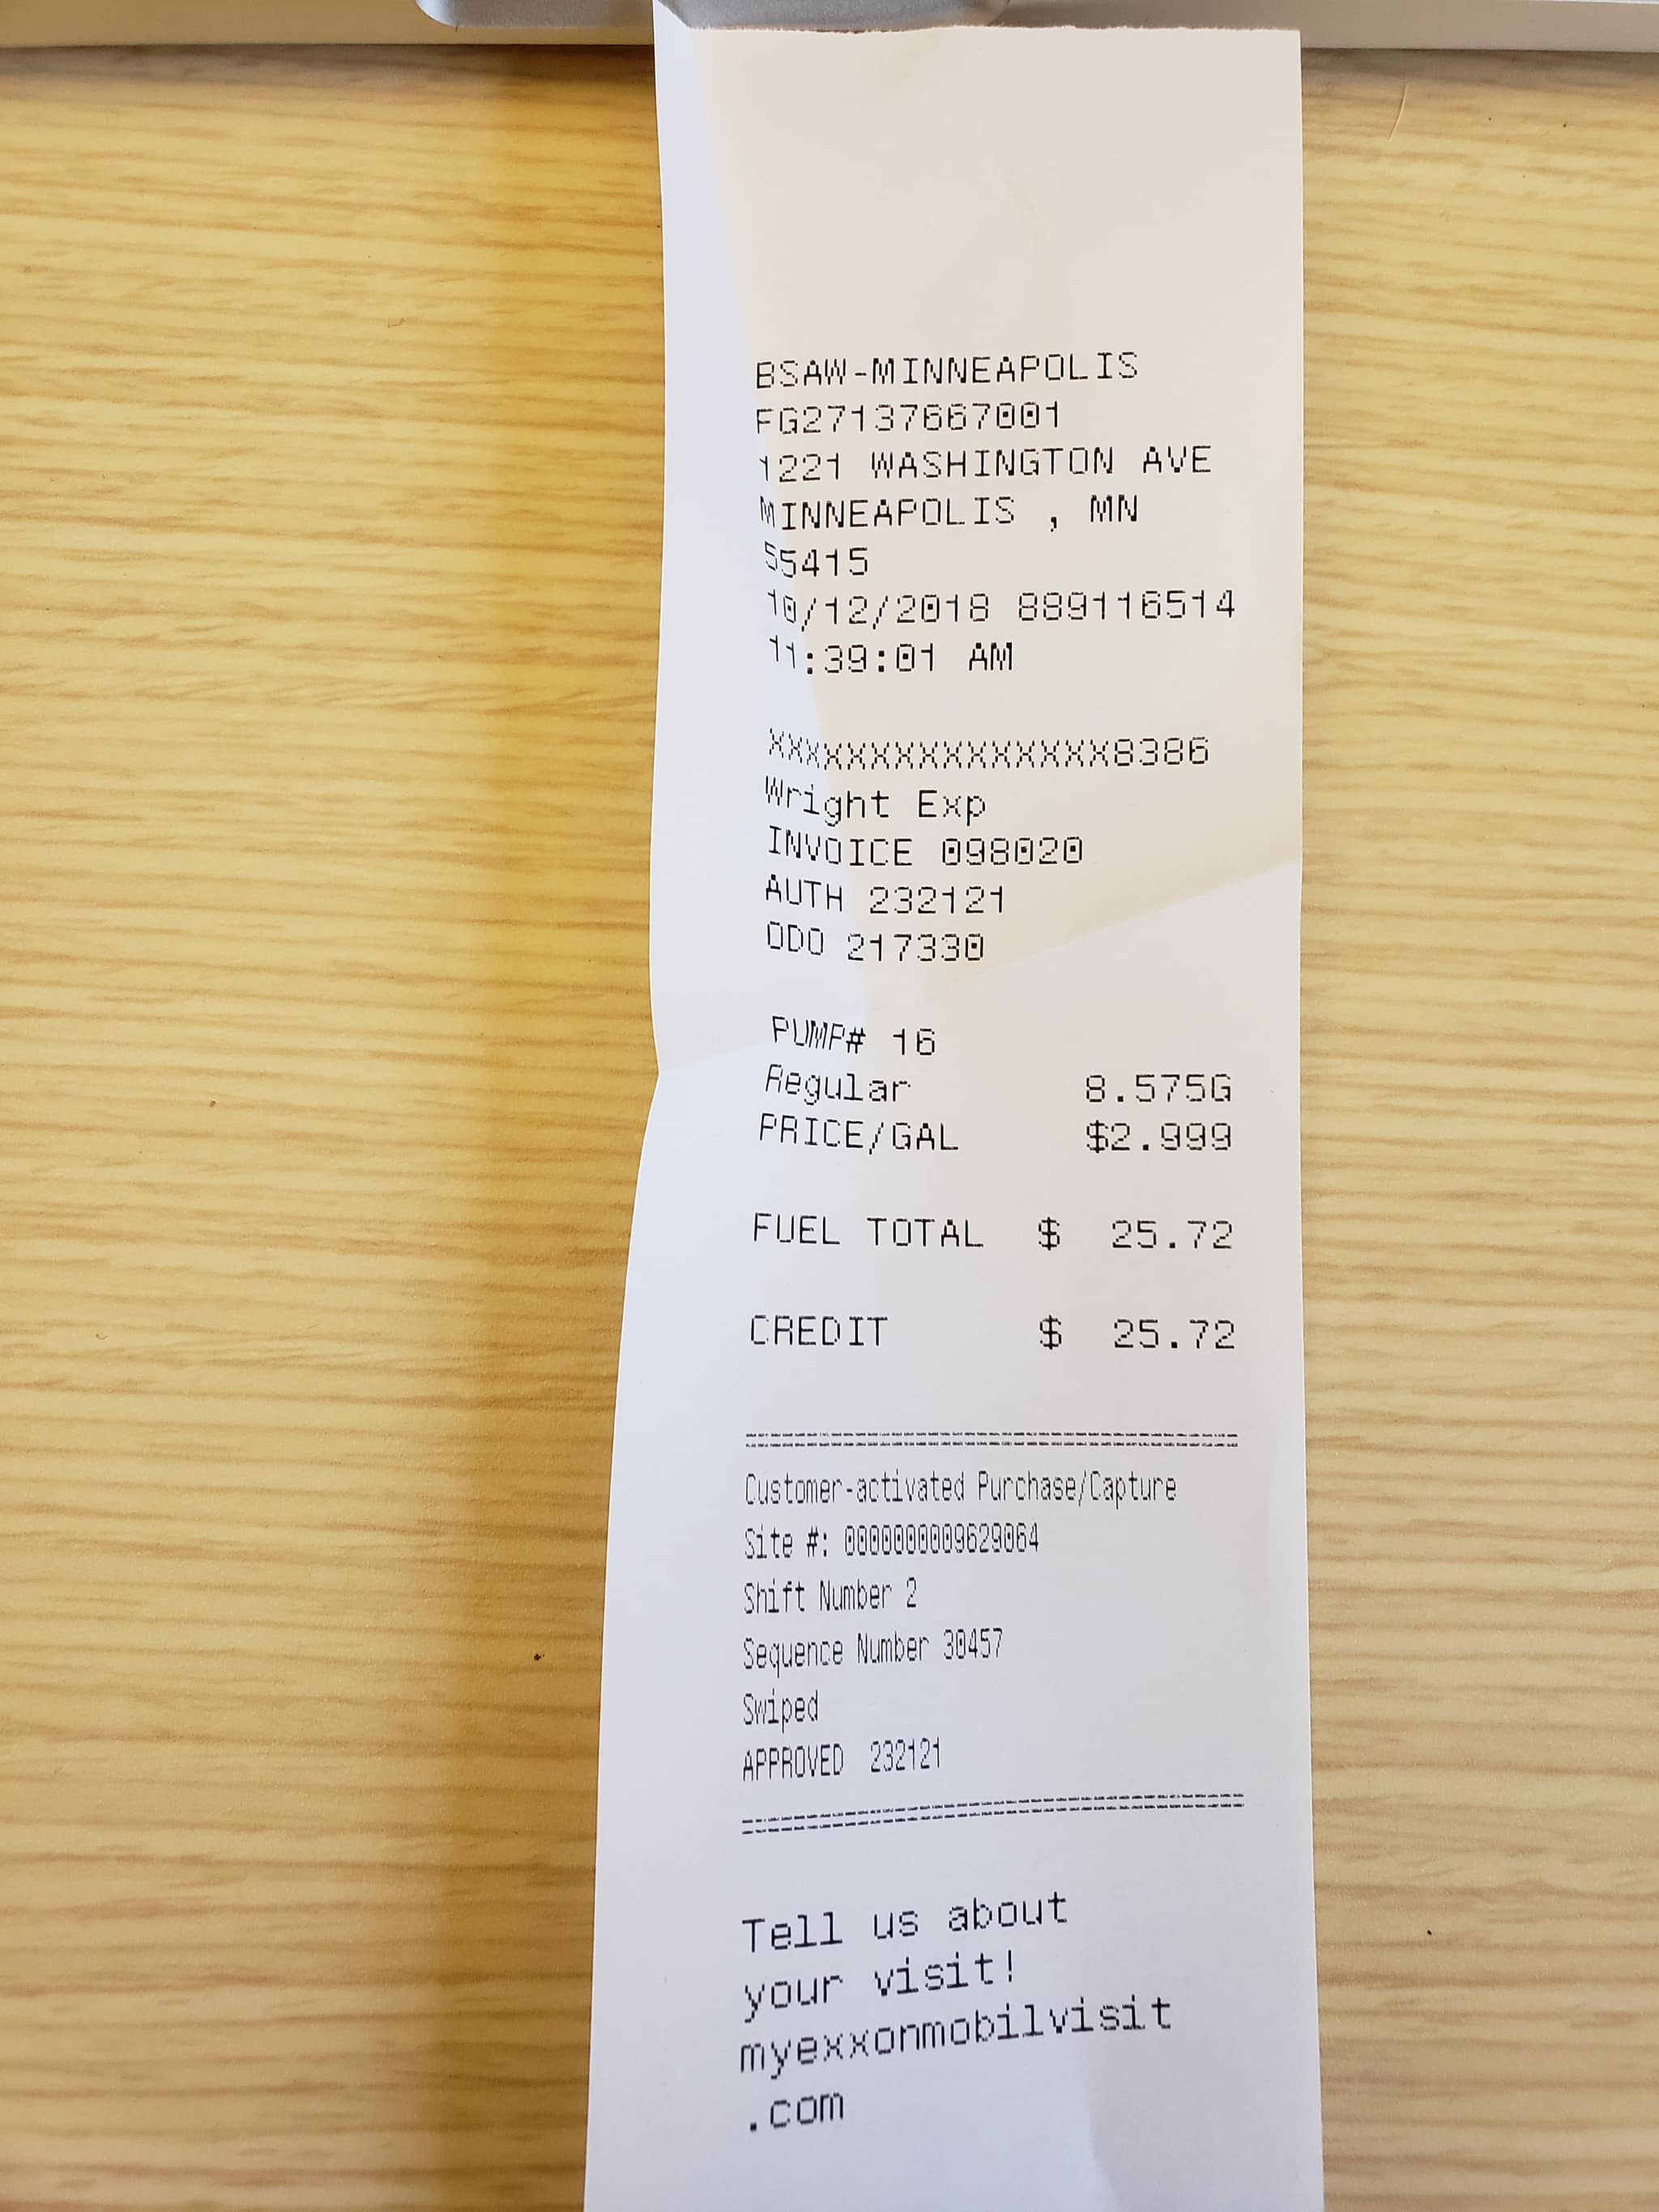 BSAW-MINNEAPOLIS
FG27137667001
1221 WASHINGTON AVE
MINNEAPOLIS , MN
55415
10/12/2018 889116514
11:39:01 AM
XXXXXXXXXXXXXXX8386
Wright Exp
INVOICE 098020
AUTH 232121
ODO 217330
PUMP# 16
Regular 8.575G
PRICE/GAL $2.999
FUEL TOTAL $ 25.72
CREDIT $ 25.72
Customer-activated Purchase/Capture
Site #: 0000000009629064
Shift Number 2
Sequence Number 30457
Swiped
APPROVED 232121
Tell us about
your visit!
myexxonmobilvisit
.com